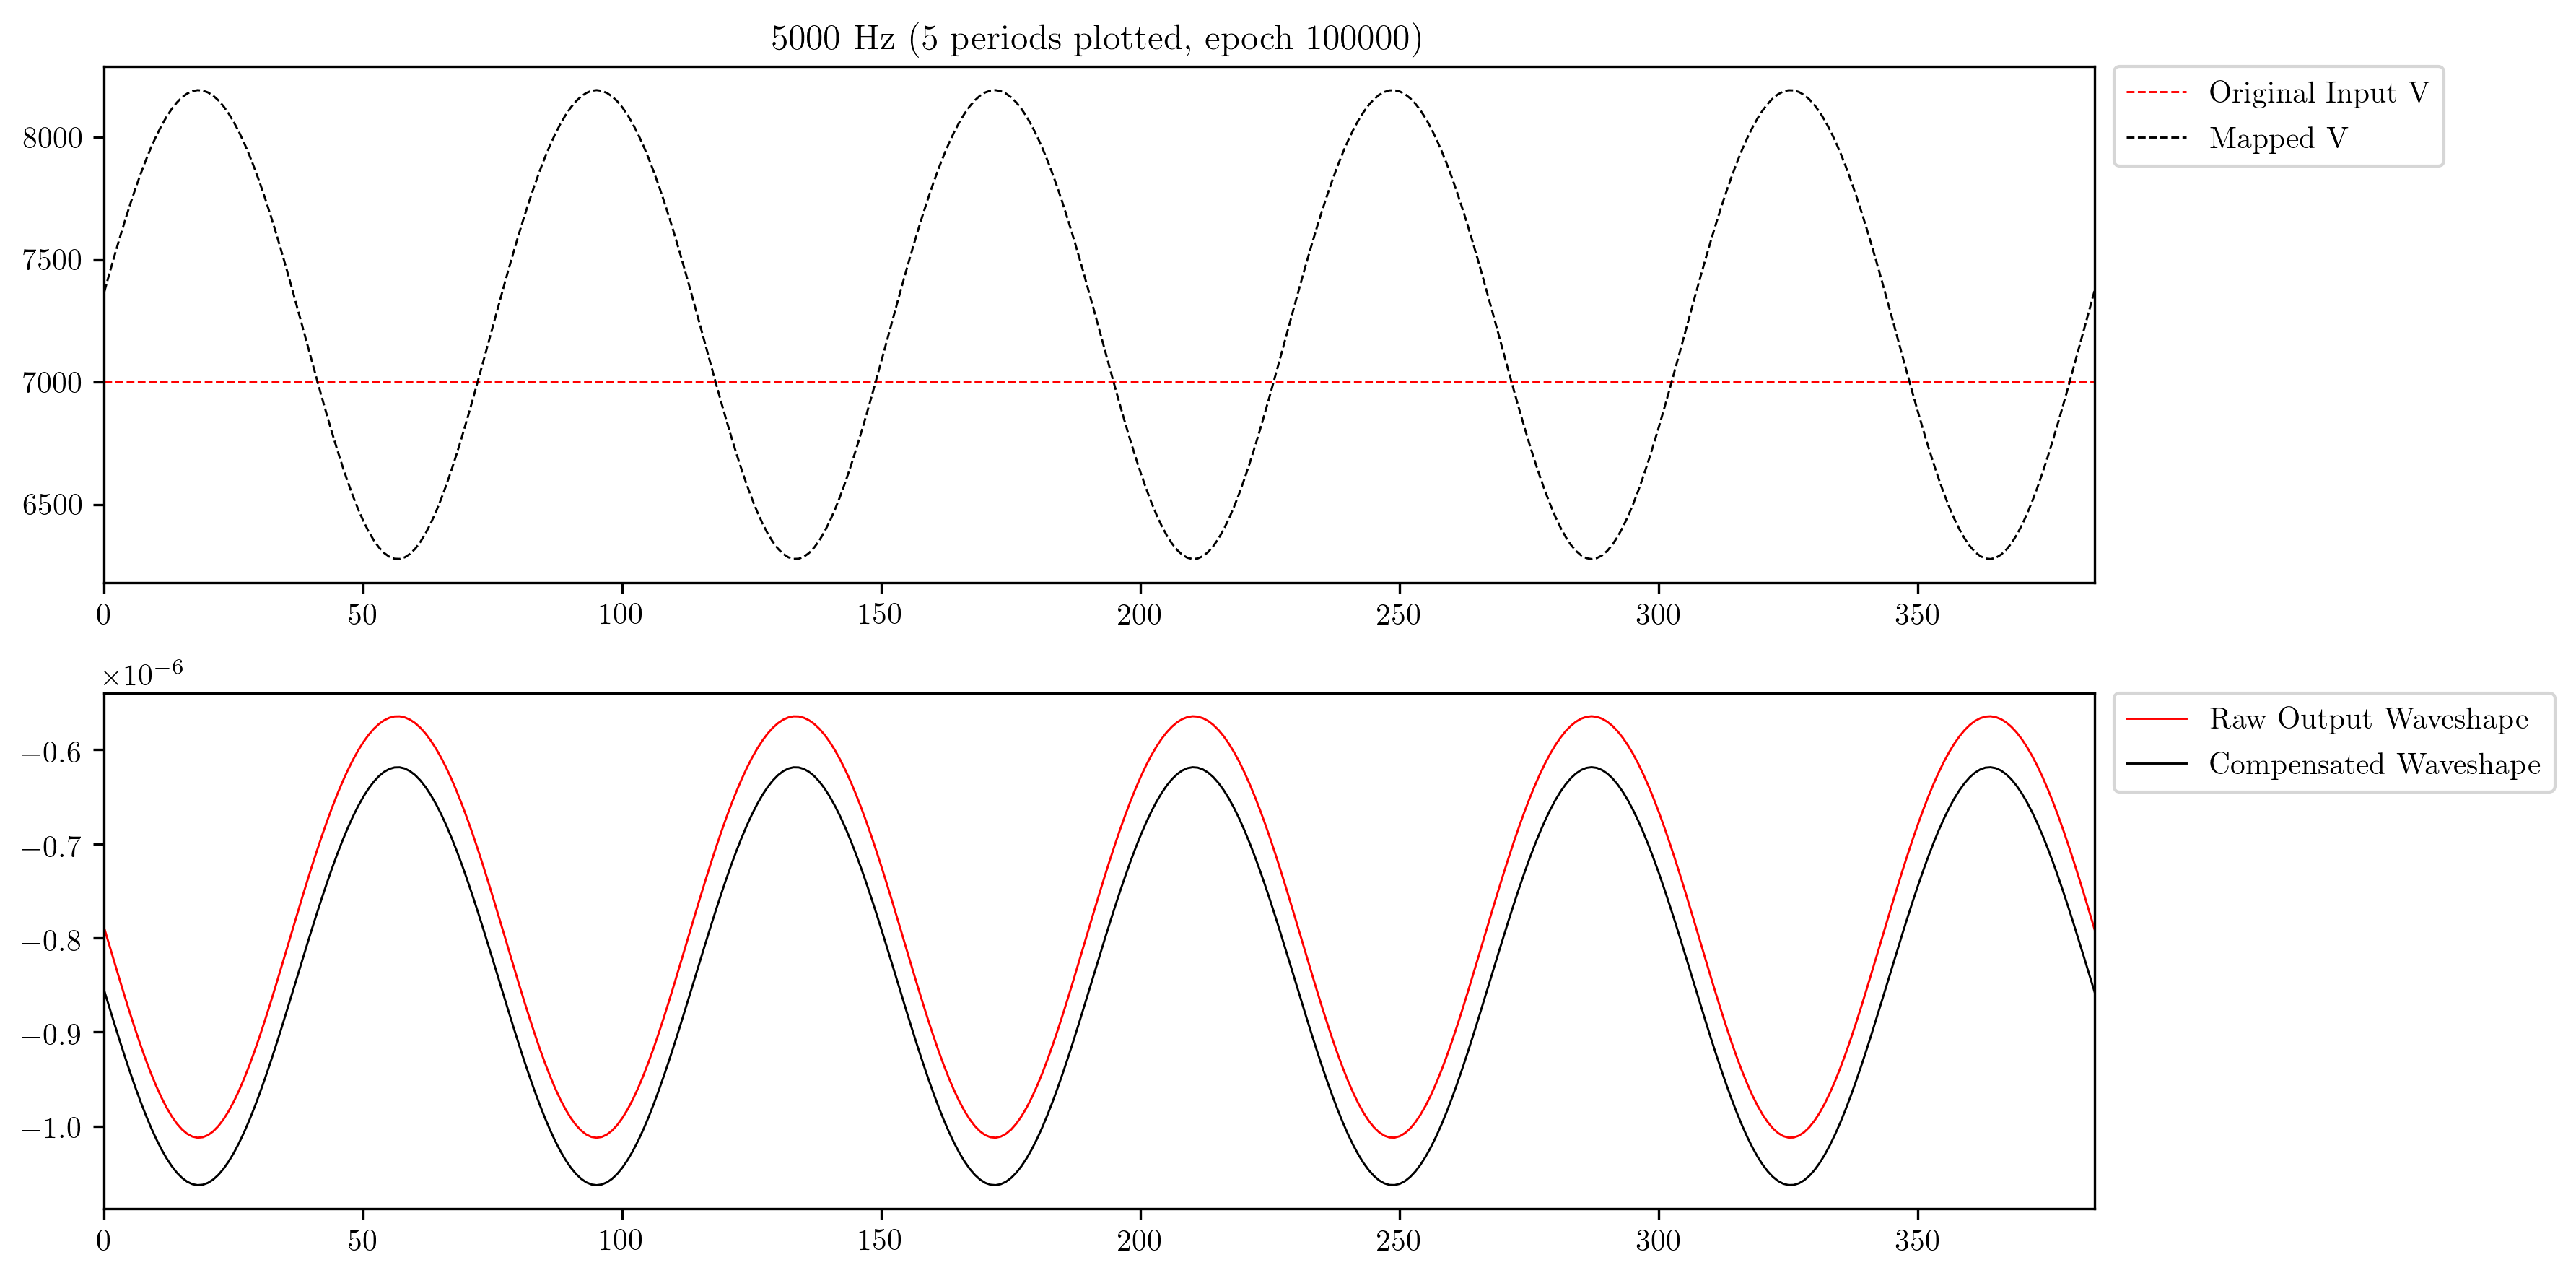 5000 Hz (5 periods plotted, epoch 100000)
Original Input V
Mapped V
8000
7500
7000
6500
0 50 100 150 200 250 300 350
×10⁻⁶
Raw Output Waveshape
Compensated Waveshape
−0.6
−0.7
−0.8
−0.9
−1.0
0 50 100 150 200 250 300 350